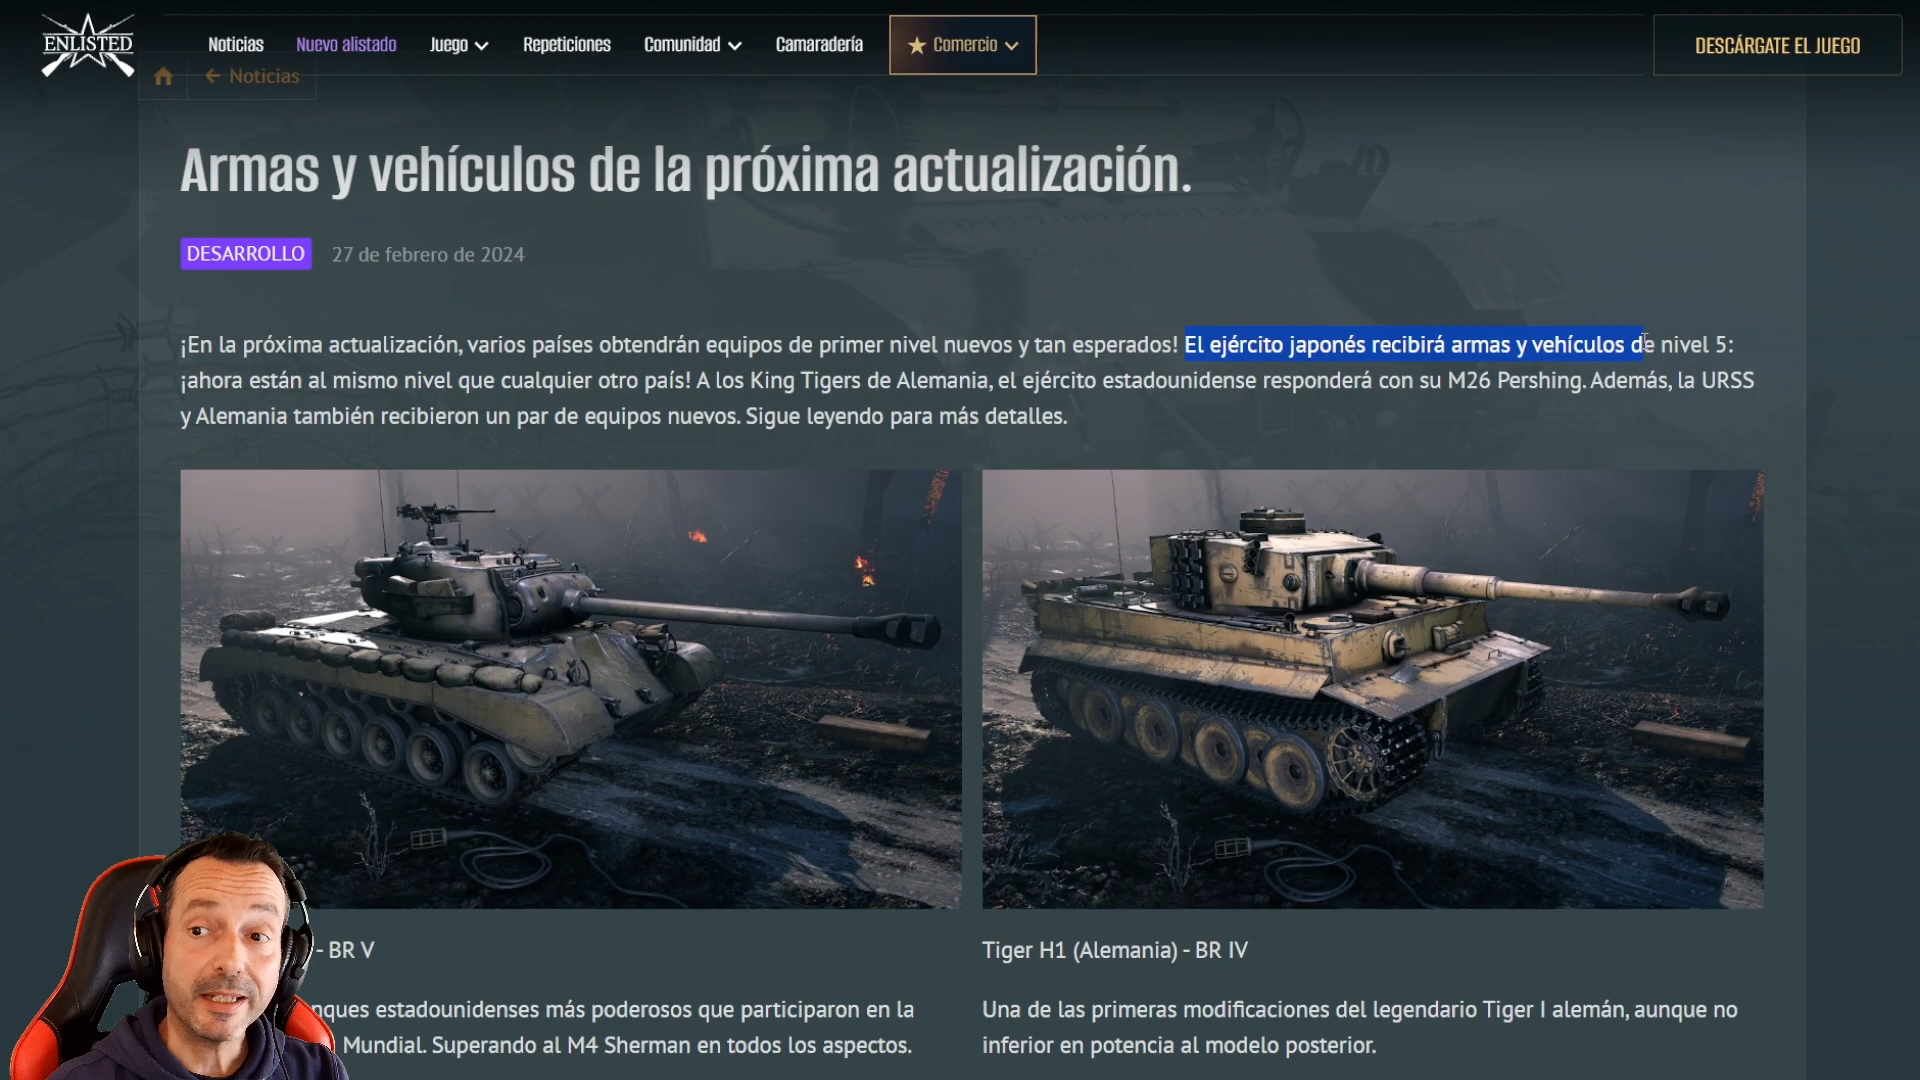 ENLISTED
Noticias
Nuevo alistado
Juego
Repeticiones
Comunidad
Camaradería
Comercio
DESCÁRGATE EL JUEGO
Noticias
Armas y vehículos de la próxima actualización.
DESARROLLO
27 de febrero de 2024
¡En la próxima actualización, varios países obtendrán equipos de primer nivel nuevos y tan esperados! El ejército japonés recibirá armas y vehículos de nivel 5:
¡ahora están al mismo nivel que cualquier otro país! A los King Tigers de Alemania, el ejército estadounidense responderá con su M26 Pershing. Además, la URSS
y Alemania también recibieron un par de equipos nuevos. Sigue leyendo para más detalles.
- BR V
nques estadounidenses más poderosos que participaron en la
Mundial. Superando al M4 Sherman en todos los aspectos.
Tiger H1 (Alemania) - BR IV
Una de las primeras modificaciones del legendario Tiger I alemán, aunque no
inferior en potencia al modelo posterior.